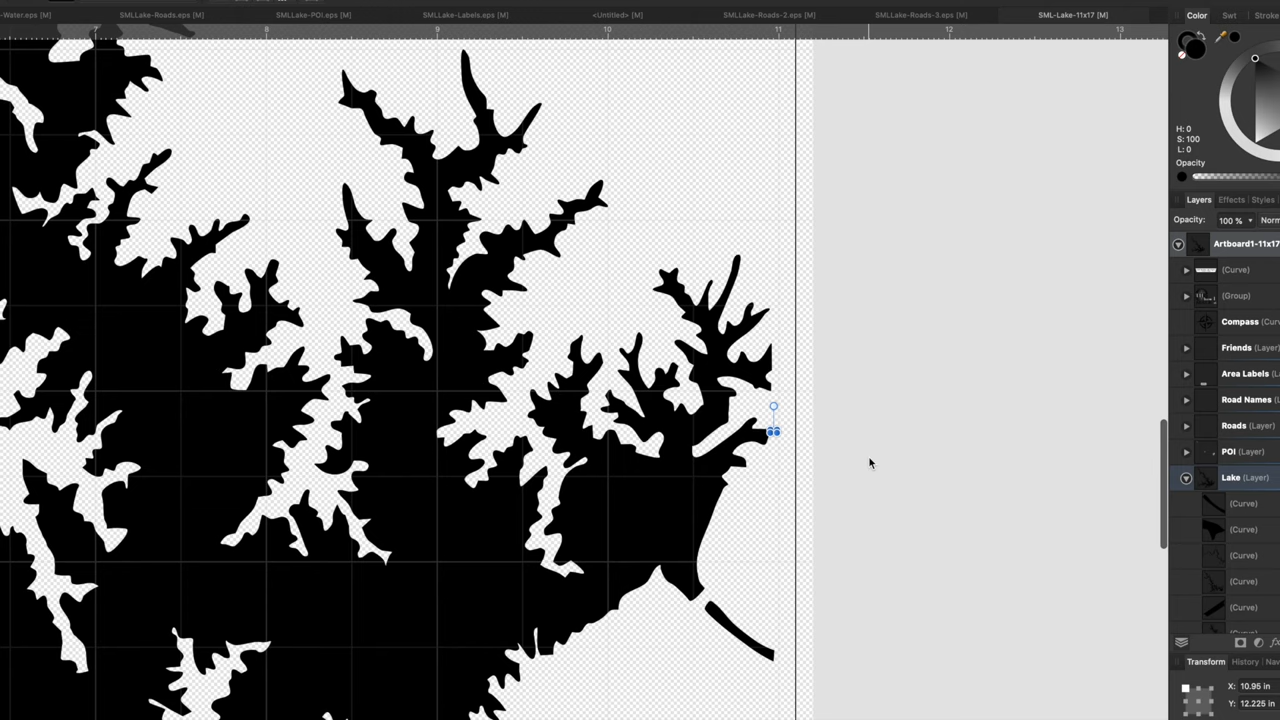 -Water.eps [M]
SMLLake-Roads.eps [M]
SMLLake-POI.eps [M]
SMLLake-Labels.eps [M]
<Untitled> [M]
SMLLake-Roads-2.eps [M]
SMLLake-Roads-3.eps [M]
SML-Lake-11x17 [M]
7
8
9
10
11
12
13
Color
Swt
Stroke
H: 0
S: 100
L: 0
Opacity
Layers
Effects
Styles
Opacity:
100 %
Norm
Artboard1-11x17
(Curve)
(Group)
Compass (Cur
Friends (Layer)
Area Labels (L
Road Names (L
Roads (Layer)
POI (Layer)
Lake (Layer)
(Curve)
(Curve)
(Curve)
(Curve)
(Curve)
fx
Transform
History
Nav
X: 10.95 in
Y: 12.225 in